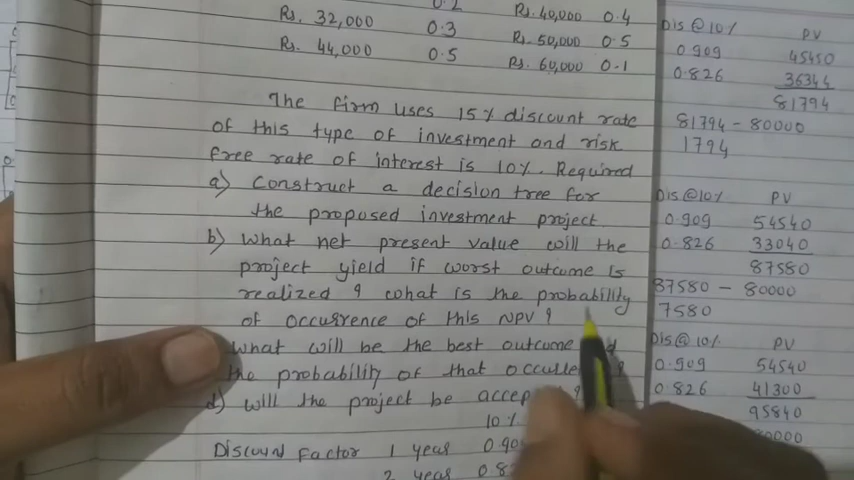 0.2 Rs. 40,000 0.4
Rs. 32,000 0.3 Rs. 50,000 0.5
Rs. 44,000 0.5 Rs. 60,000 0.1
The firm uses 15% discount rate
of this type of investment and risk
free rate of interest is 10%. Required
a) Construct a decision tree for
the proposed investment project
b) What net present value will the
project yield if worst outcome is
realized ? what is the probability
of occurrence of this NPV ?
What will be the best outcome
the probability of that
d) will the project be
10%
Discound Factor 1 year
2 year
Dis @ 10% PV
0.909 45450
0.826 36344
81794
81794 - 80000
1794
Dis @ 10% PV
0.909 54540
0.826 33040
87580
87580 - 80000
7580
Dis @ 10% PV
0.909 54540
0.826 41300
95840